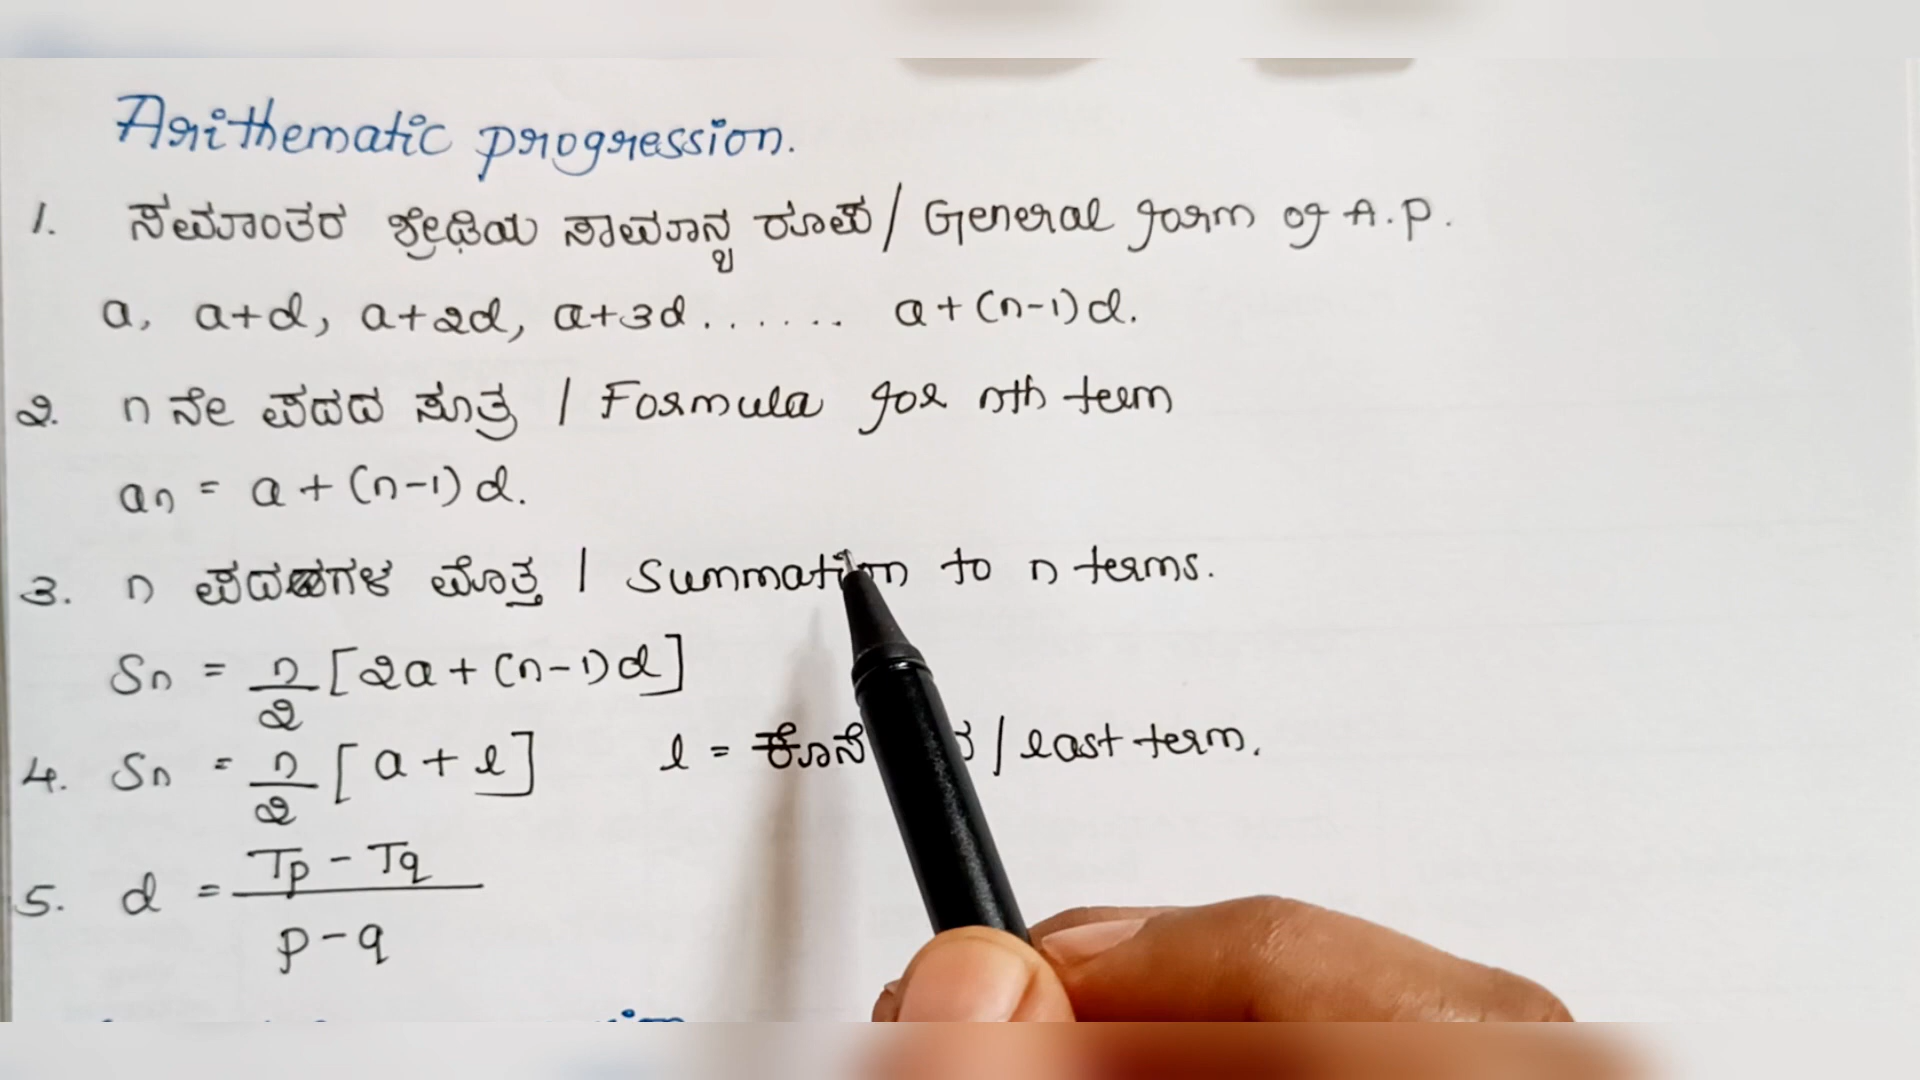 Arithematic progression.
1. ಸಮಾಂತರ ಶ್ರೇಢಿಯ ಸಾಮಾನ್ಯ ರೂಪ / General form of A.P.
a, a+d, a+2d, a+3d ...... a+(n-1)d.
2. n ನೇ ಪದದ ಸೂತ್ರ / Formula for nth term
an = a+(n-1)d.
3. n ಪದಗಳ ಮೊತ್ತ / Summation to n terms.
Sn = n/2 [2a+(n-1)d]
4. Sn = n/2 [a+l] l = ಕೊನೆ / last term.
5. d = Tp - Tq / p - q